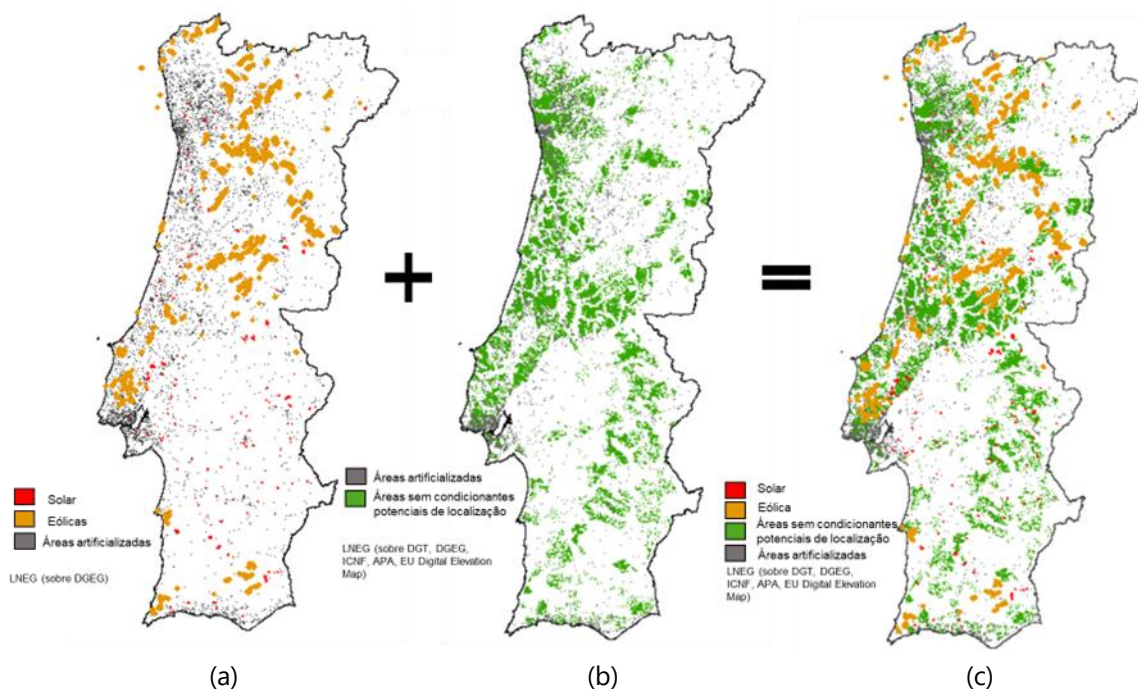 +
=
Solar
Eólicas
Áreas artificializadas
LNEG (sobre DGEG)
Áreas artificializadas
Áreas sem condicionantes
potenciais de localização
LNEG (sobre DGT, DGEG,
ICNF, APA, EU Digital Elevation
Map)
Solar
Eólica
Áreas sem condicionantes
potenciais de localização
Áreas artificializadas
LNEG (sobre DGT, DGEG,
ICNF, APA, EU Digital Elevation
Map)
(a)
(b)
(c)